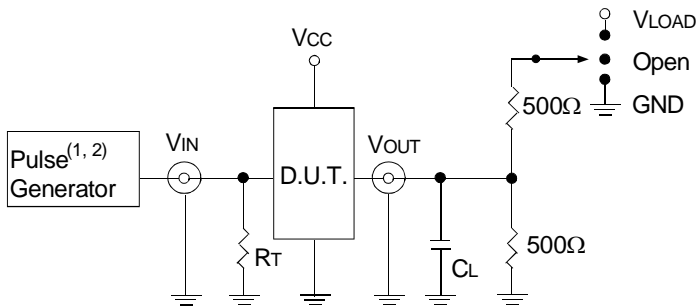 VLOAD
VCC
Open
500Ω
GND
Pulse(1, 2)
Generator
VIN
D.U.T.
VOUT
RT
CL
500Ω